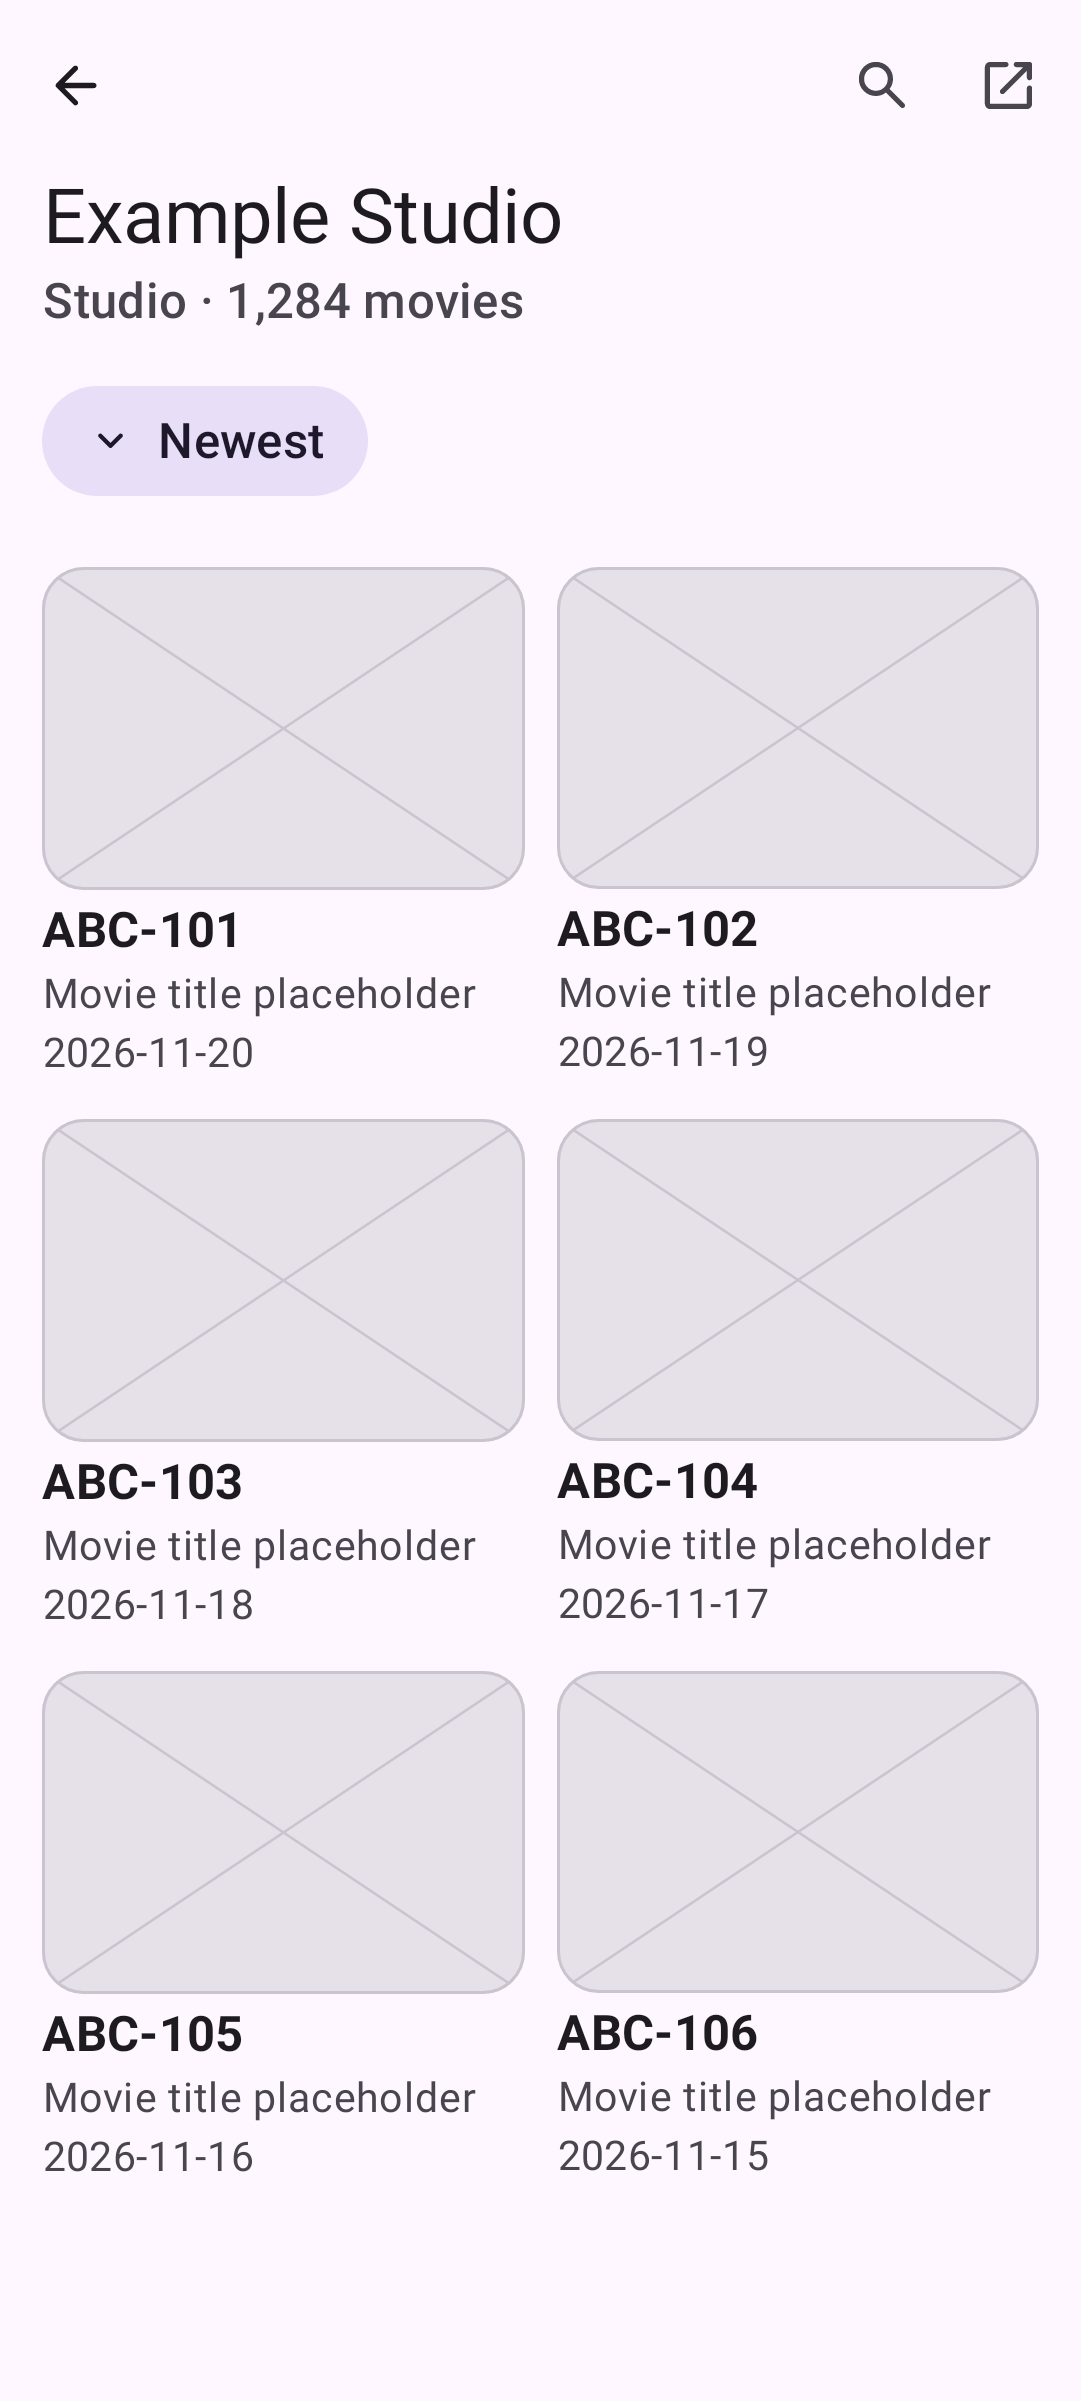 Example Studio
Studio · 1,284 movies
Newest
ABC-101
Movie title placeholder
2026-11-20
ABC-102
Movie title placeholder
2026-11-19
ABC-103
Movie title placeholder
2026-11-18
ABC-104
Movie title placeholder
2026-11-17
ABC-105
Movie title placeholder
2026-11-16
ABC-106
Movie title placeholder
2026-11-15